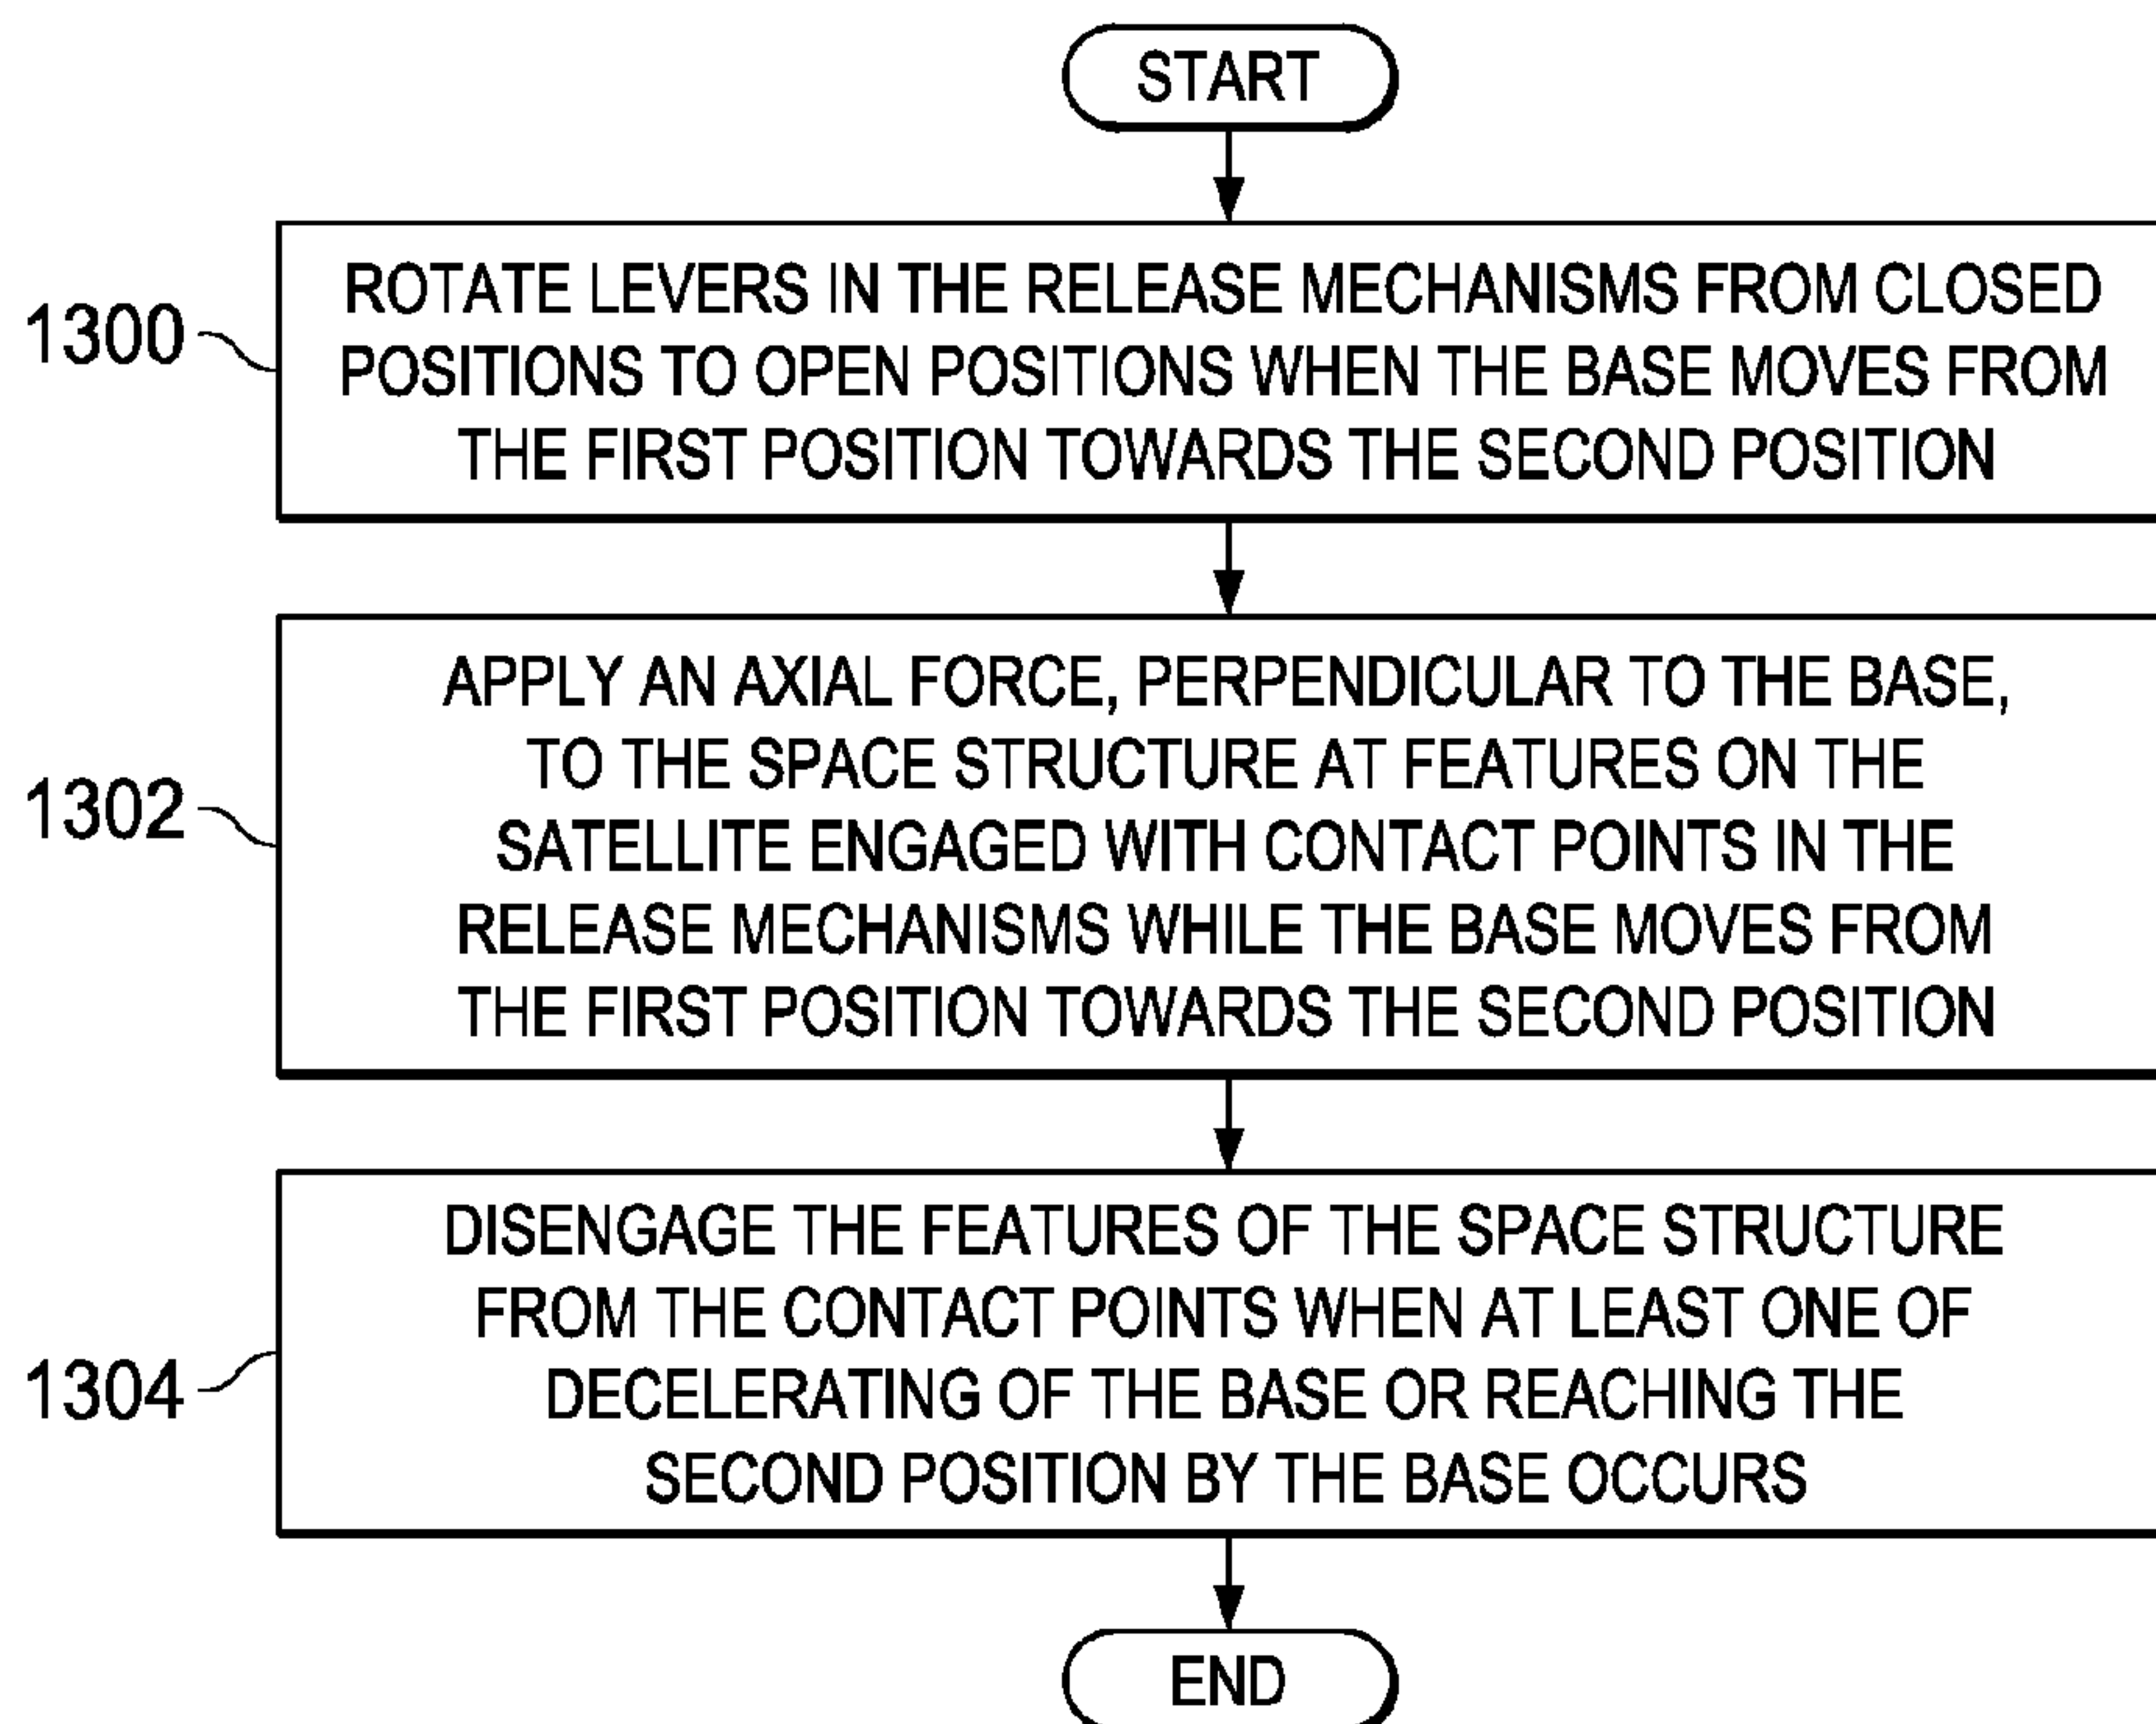 START
1300
ROTATE LEVERS IN THE RELEASE MECHANISMS FROM CLOSED
POSITIONS TO OPEN POSITIONS WHEN THE BASE MOVES FROM
THE FIRST POSITION TOWARDS THE SECOND POSITION
1302
APPLY AN AXIAL FORCE, PERPENDICULAR TO THE BASE,
TO THE SPACE STRUCTURE AT FEATURES ON THE
SATELLITE ENGAGED WITH CONTACT POINTS IN THE
RELEASE MECHANISMS WHILE THE BASE MOVES FROM
THE FIRST POSITION TOWARDS THE SECOND POSITION
1304
DISENGAGE THE FEATURES OF THE SPACE STRUCTURE
FROM THE CONTACT POINTS WHEN AT LEAST ONE OF
DECELERATING OF THE BASE OR REACHING THE
SECOND POSITION BY THE BASE OCCURS
END